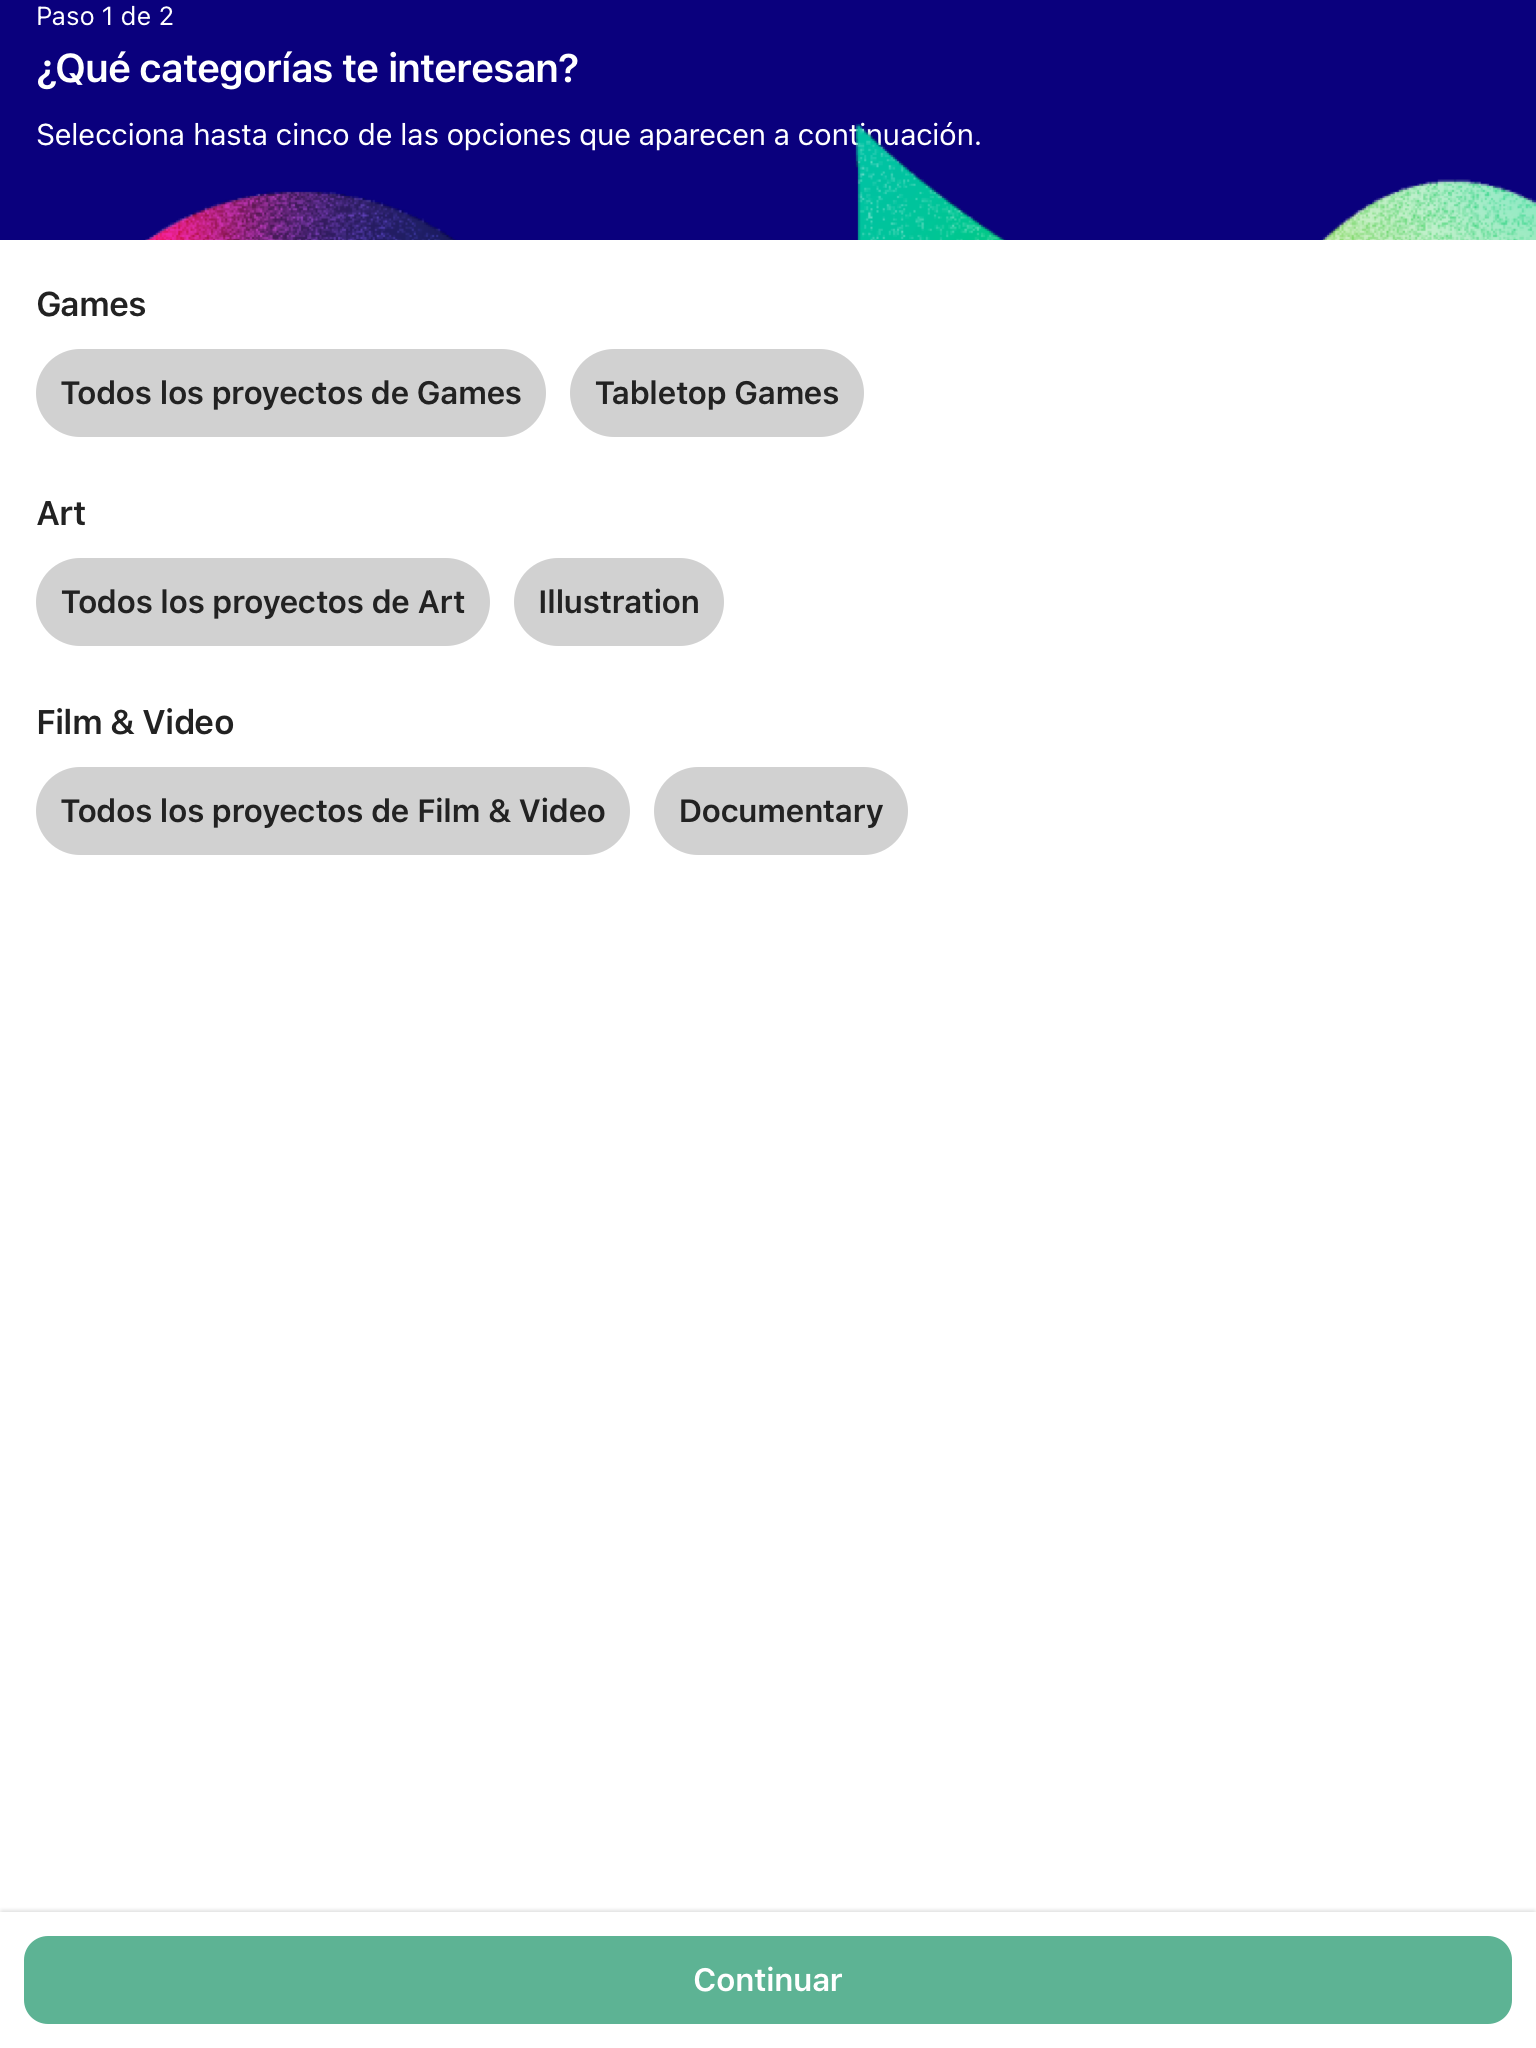 Paso 1 de 2
¿Qué categorías te interesan?
Selecciona hasta cinco de las opciones que aparecen a continuación.
Games
Todos los proyectos de Games
Tabletop Games
Art
Todos los proyectos de Art
Illustration
Film & Video
Todos los proyectos de Film & Video
Documentary
Continuar